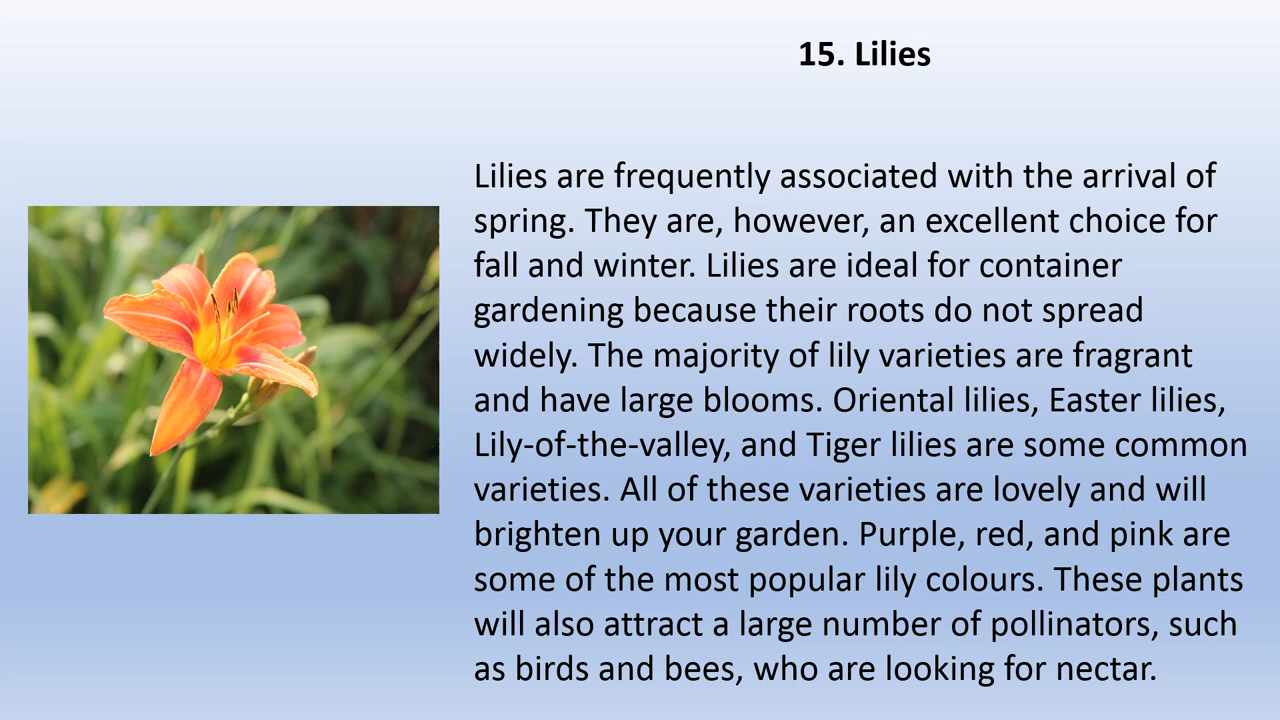 15. Lilies
Lilies are frequently associated with the arrival of
spring. They are, however, an excellent choice for
fall and winter. Lilies are ideal for container
gardening because their roots do not spread
widely. The majority of lily varieties are fragrant
and have large blooms. Oriental lilies, Easter lilies,
Lily-of-the-valley, and Tiger lilies are some common
varieties. All of these varieties are lovely and will
brighten up your garden. Purple, red, and pink are
some of the most popular lily colours. These plants
will also attract a large number of pollinators, such
as birds and bees, who are looking for nectar.